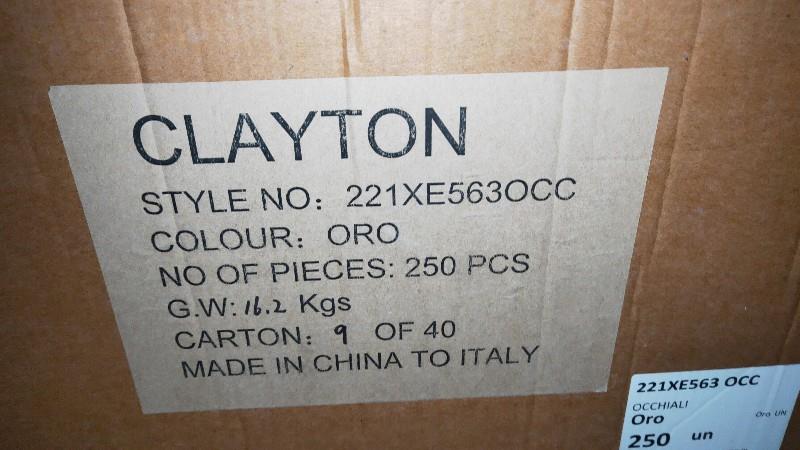 CLAYTON
STYLE NO: 221XE563OCC
COLOUR: ORO
NO OF PIECES: 250 PCS
G.W: 16.2 Kgs
CARTON: 9 OF 40
MADE IN CHINA TO ITALY
221XE563 OCC
OCCHIALI
Oro Oro UN
250 un